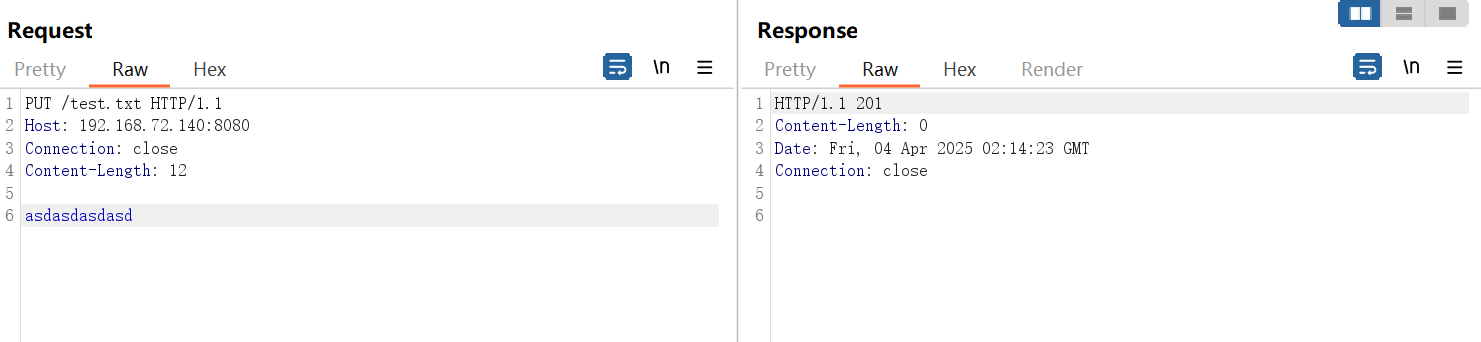 Request
Pretty Raw Hex \n
1 PUT /test.txt HTTP/1.1
2 Host: 192.168.72.140:8080
3 Connection: close
4 Content-Length: 12
5
6 asdasdasdasd
Response
Pretty Raw Hex Render \n
1 HTTP/1.1 201
2 Content-Length: 0
3 Date: Fri, 04 Apr 2025 02:14:23 GMT
4 Connection: close
5
6